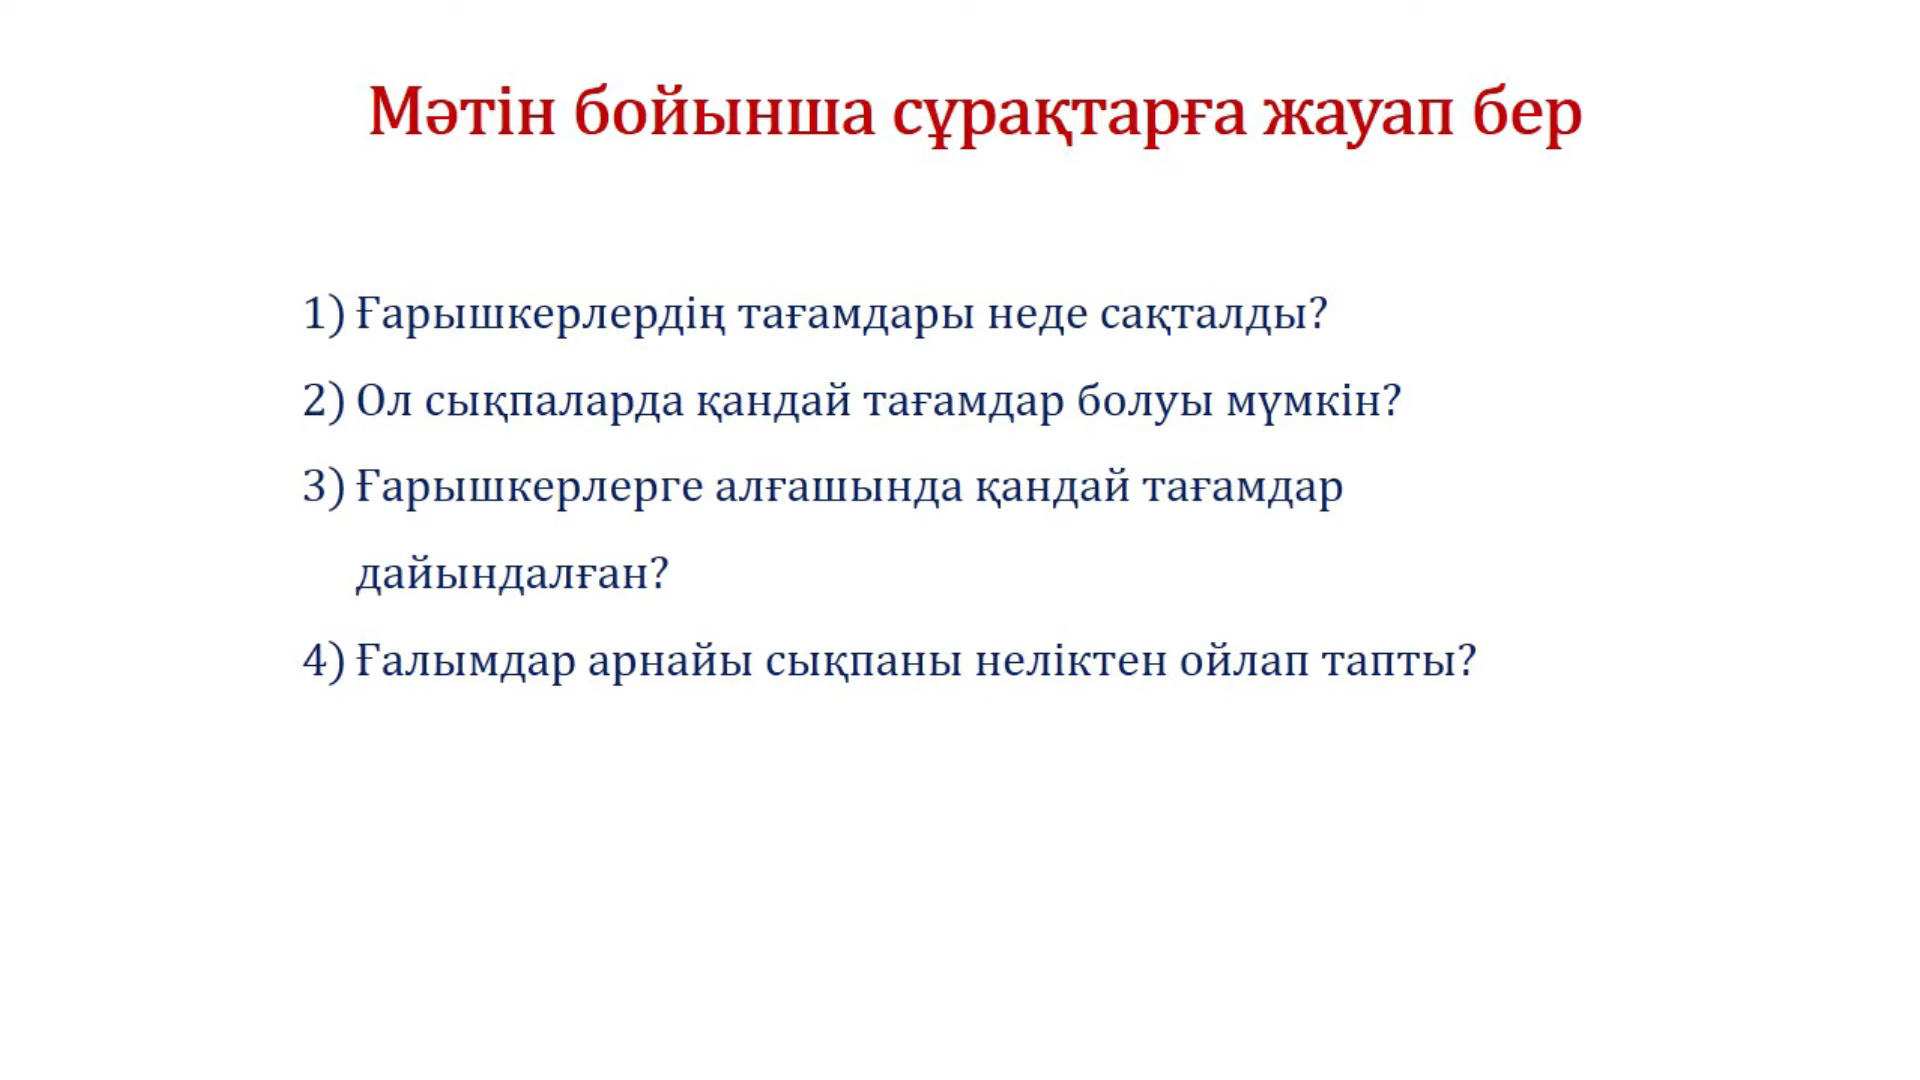 Мәтін бойынша сұрақтарға жауап бер
1) Ғарышкерлердің тағамдары неде сақталды?
2) Ол сықпаларда қандай тағамдар болуы мүмкін?
3) Ғарышкерлерге алғашында қандай тағамдар
дайындалған?
4) Ғалымдар арнайы сықпаны неліктен ойлап тапты?